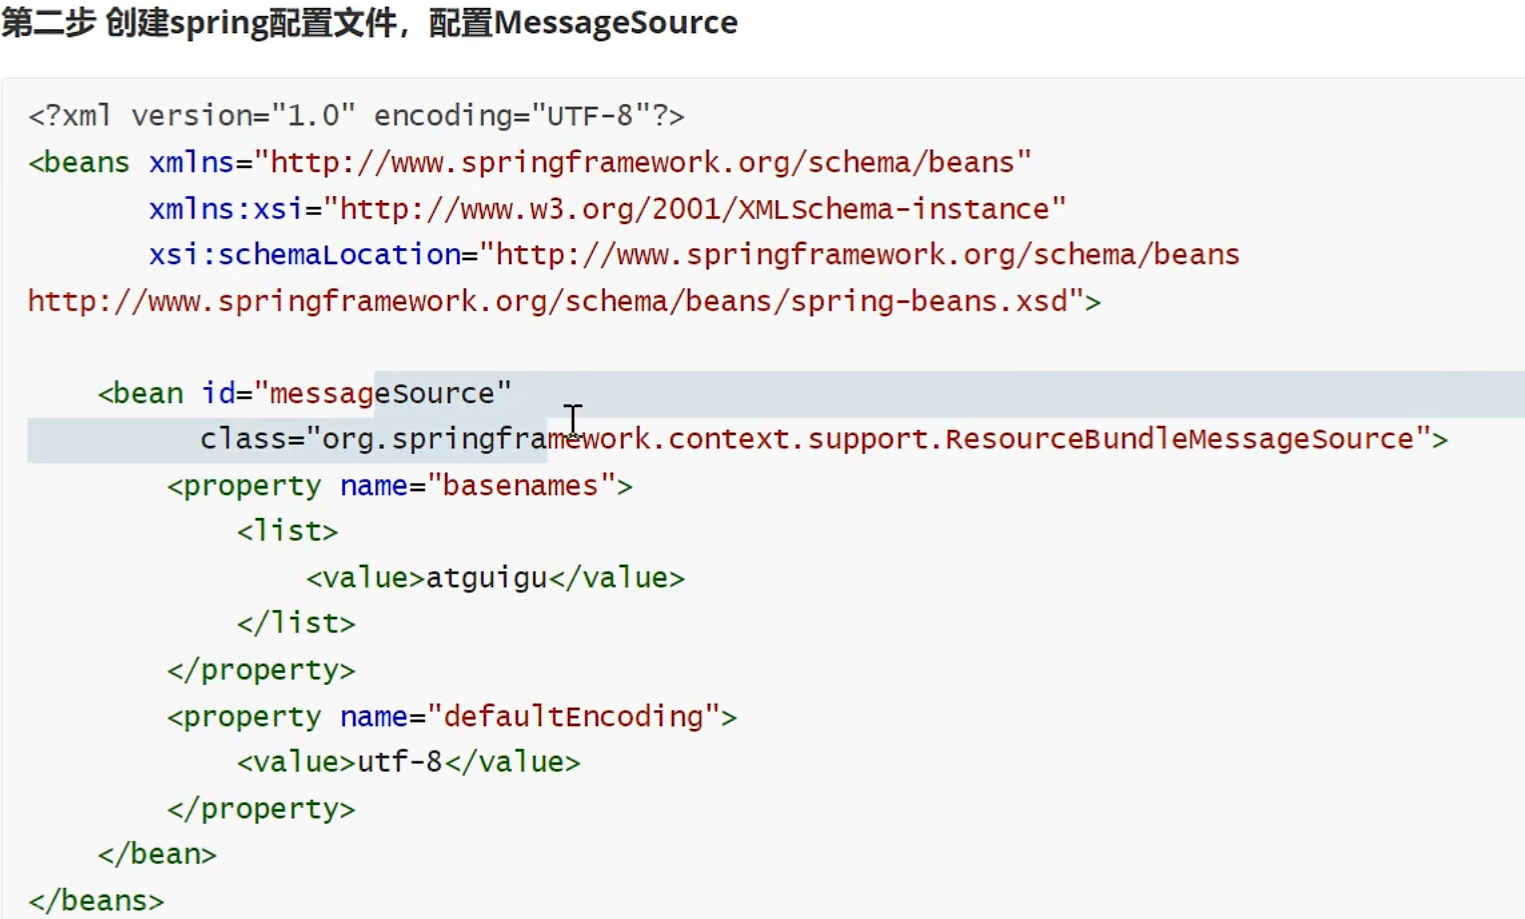 第二步 创建spring配置文件，配置MessageSource
<?xml version="1.0" encoding="UTF-8"?>
<beans xmlns="http://www.springframework.org/schema/beans"
       xmlns:xsi="http://www.w3.org/2001/XMLSchema-instance"
       xsi:schemaLocation="http://www.springframework.org/schema/beans
http://www.springframework.org/schema/beans/spring-beans.xsd">
    <bean id="messageSource"
          class="org.springframework.context.support.ResourceBundleMessageSource">
        <property name="basenames">
            <list>
                <value>atguigu</value>
            </list>
        </property>
        <property name="defaultEncoding">
            <value>utf-8</value>
        </property>
    </bean>
</beans>